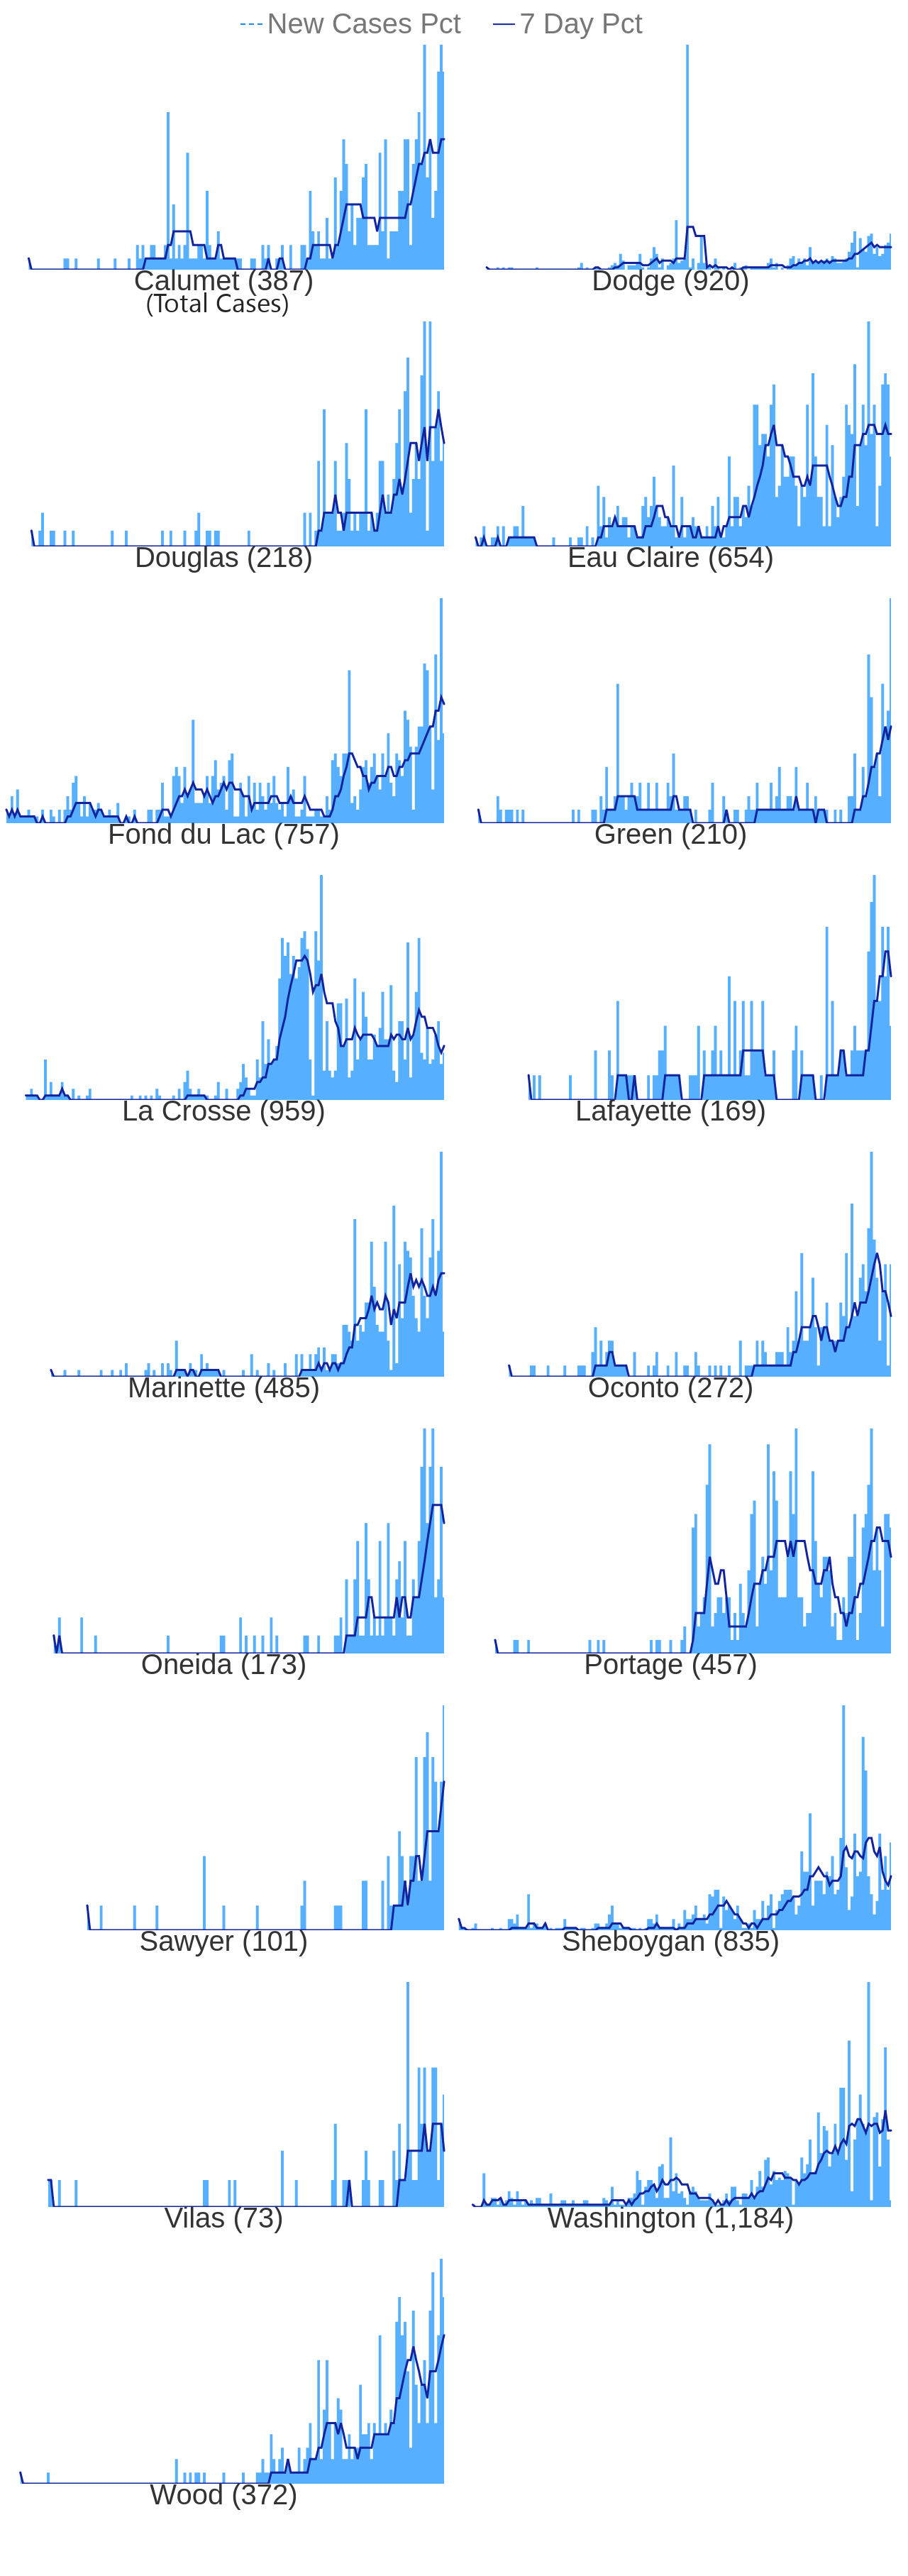 New Cases Pct 7 Day Pct
Calumet (387) Dodge (920)
(Total Cases)
Douglas (218) Eau Claire (654)
Fond du Lac (757) Green (210)
La Crosse (959) Lafayette (169)
Marinette (485) Oconto (272)
Oneida (173) Portage (457)
Sawyer (101) Sheboygan (835)
Vilas (73) Washington (1,184)
Wood (372)